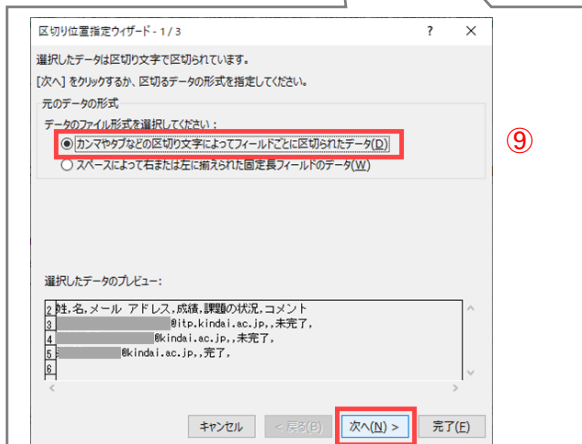 区切り位置指定ウィザード - 1 / 3 ? ×
選択したデータは区切り文字で区切られています。
[次へ] をクリックするか、区切るデータの形式を指定してください。
元のデータの形式
データのファイル形式を選択してください：
カンマやタブなどの区切り文字によってフィールドごとに区切られたデータ(D)
⑨
スペースによって右または左に揃えられた固定長フィールドのデータ(W)
選択したデータのプレビュー：
2 姓,名,メール アドレス,成績,課題の状況,コメント
3 @itp.kindai.ac.jp,,未完了,
4 @kindai.ac.jp,,未完了,
5 @kindai.ac.jp,,完了,
6
キャンセル < 戻る(B) 次へ(N) > 完了(F)